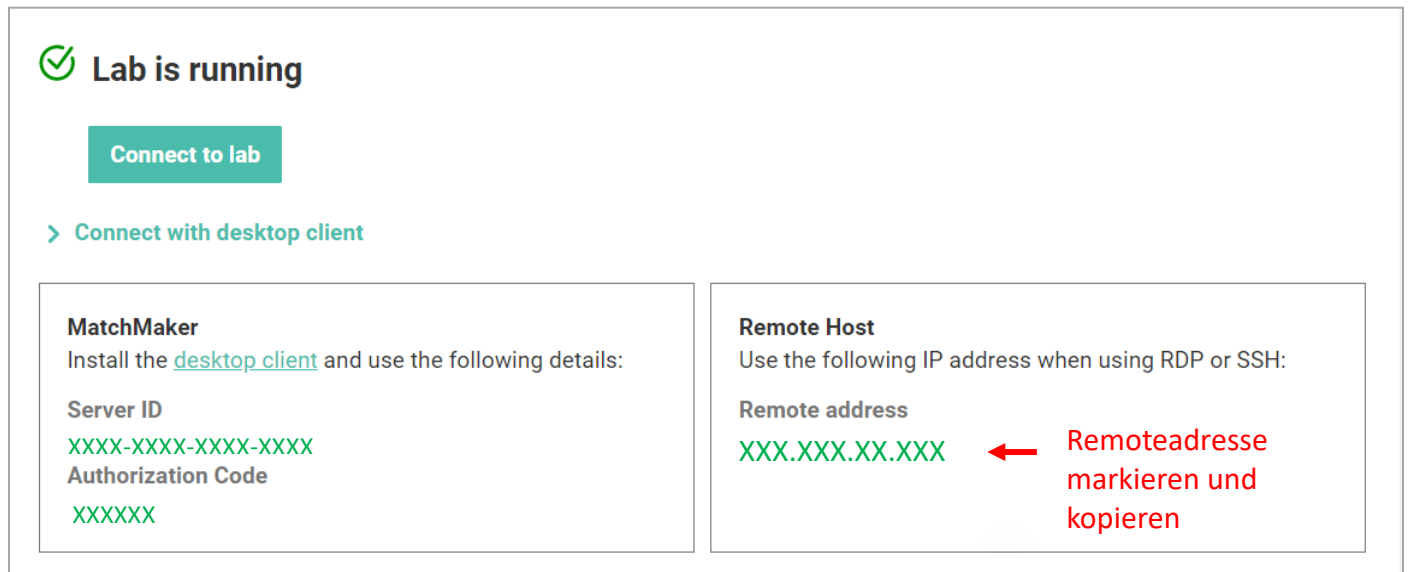 Lab is running
Connect to lab
Connect with desktop client
MatchMaker
Install the desktop client and use the following details:
Server ID
XXXX-XXXX-XXXX-XXXX
Authorization Code
XXXXXX
Remote Host
Use the following IP address when using RDP or SSH:
Remote address
XXX.XXX.XX.XXX
Remoteadresse
markieren und
kopieren